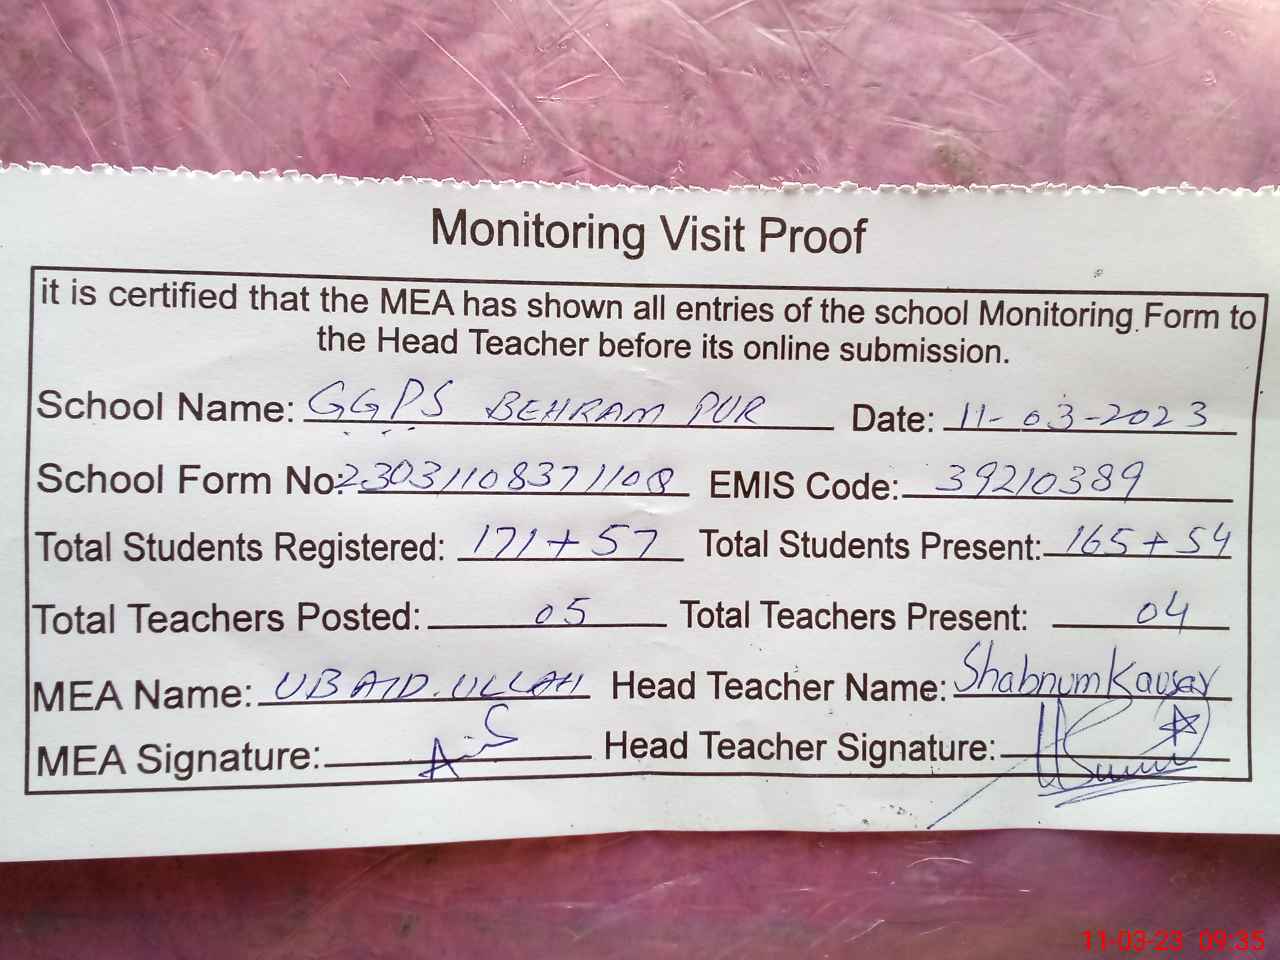 Monitoring Visit Proof
it is certified that the MEA has shown all entries of the school Monitoring Form to
the Head Teacher before its online submission.
School Name: GGPS BEHRAM PUR Date: 11-03-2023
School Form No: 23031108371108 EMIS Code: 39210389
Total Students Registered: 171+57 Total Students Present: 165+54
Total Teachers Posted: 05 Total Teachers Present: 04
MEA Name: UBAID.ULLAH Head Teacher Name: Shabnum Kausar
MEA Signature: Head Teacher Signature:
11-03-23 09:35